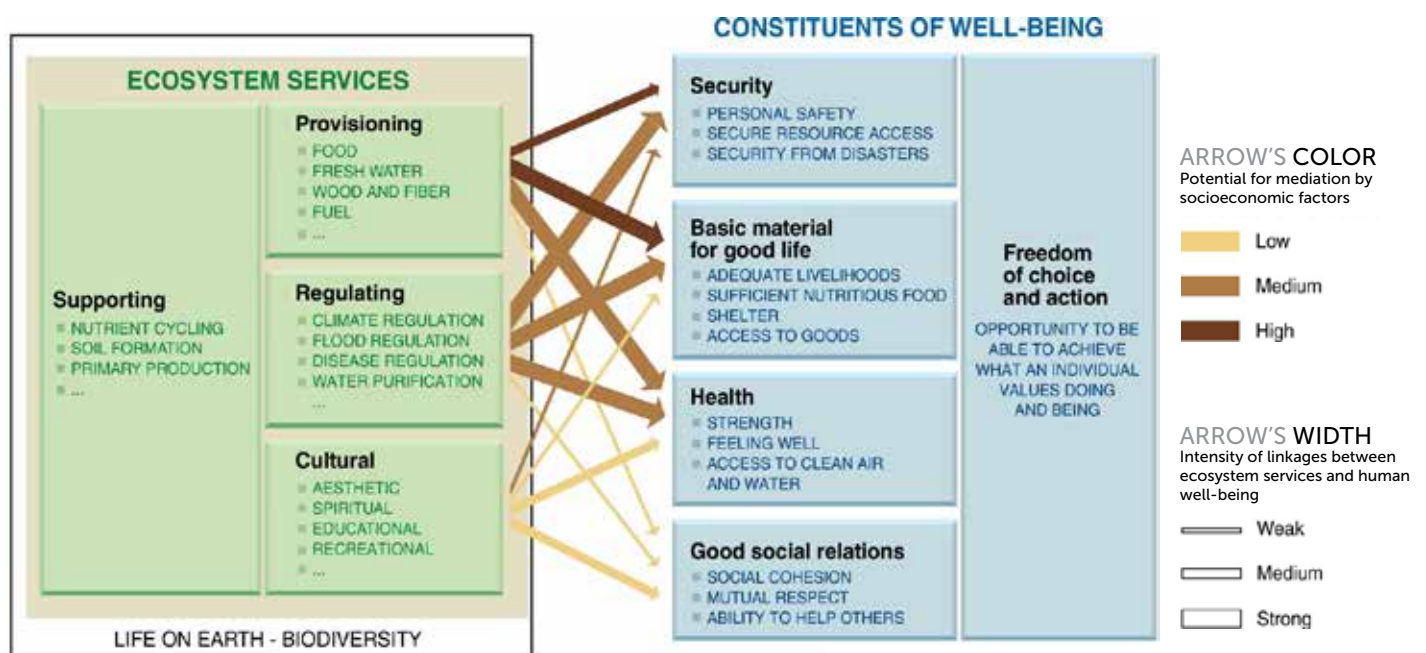 CONSTITUENTS OF WELL-BEING
ECOSYSTEM SERVICES
Supporting
NUTRIENT CYCLING
SOIL FORMATION
PRIMARY PRODUCTION
...
Provisioning
FOOD
FRESH WATER
WOOD AND FIBER
FUEL
...
Regulating
CLIMATE REGULATION
FLOOD REGULATION
DISEASE REGULATION
WATER PURIFICATION
...
Cultural
AESTHETIC
SPIRITUAL
EDUCATIONAL
RECREATIONAL
...
LIFE ON EARTH - BIODIVERSITY
Security
PERSONAL SAFETY
SECURE RESOURCE ACCESS
SECURITY FROM DISASTERS
Basic material
for good life
ADEQUATE LIVELIHOODS
SUFFICIENT NUTRITIOUS FOOD
SHELTER
ACCESS TO GOODS
Health
STRENGTH
FEELING WELL
ACCESS TO CLEAN AIR
AND WATER
Good social relations
SOCIAL COHESION
MUTUAL RESPECT
ABILITY TO HELP OTHERS
Freedom
of choice
and action
OPPORTUNITY TO BE
ABLE TO ACHIEVE
WHAT AN INDIVIDUAL
VALUES DOING
AND BEING
ARROW'S COLOR
Potential for mediation by
socioeconomic factors
Low
Medium
High
ARROW'S WIDTH
Intensity of linkages between
ecosystem services and human
well-being
Weak
Medium
Strong